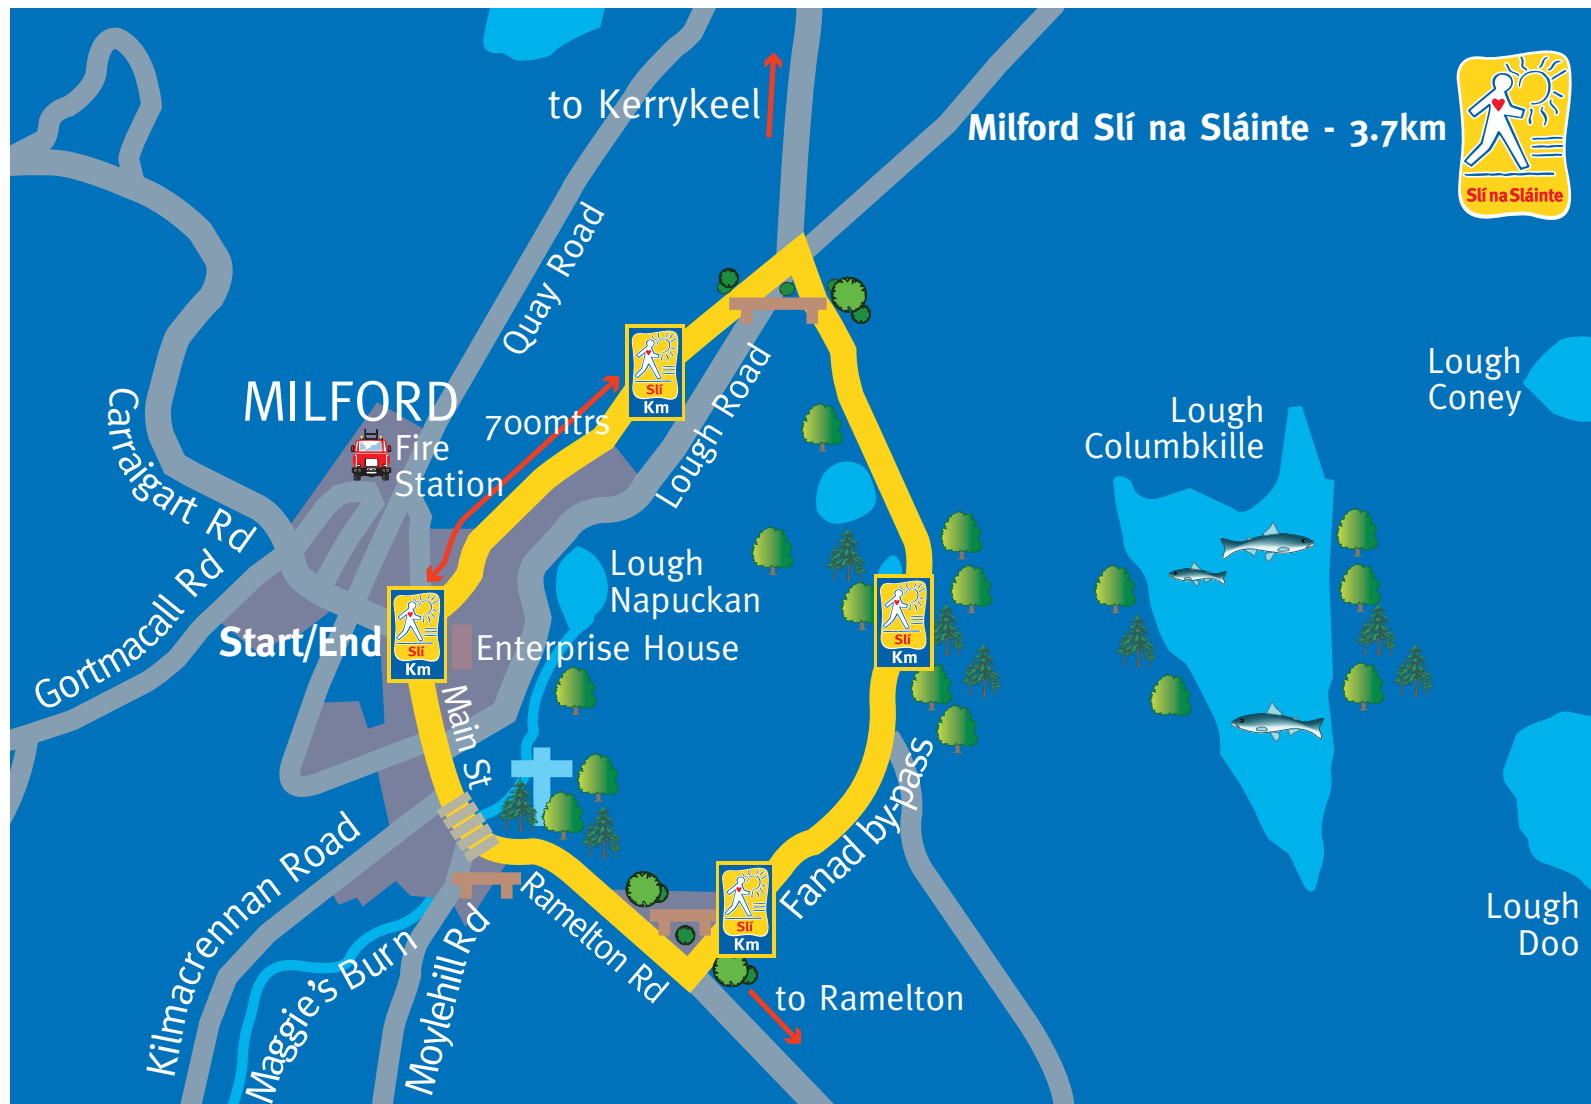 to Kerrykeel
Milford Slí na Sláinte - 3.7km
Slí na Sláinte
Quay Road
Slí
Km
Lough Road
700mtrs
MILFORD
Fire
Station
Carraigart Rd
Gortmacall Rd
Lough
Coney
Lough
Columbkille
Lough
Napuckan
Start/End
Slí
Km
Enterprise House
Slí
Km
Main St
Fanad by-pass
Kilmacrennan Road
Maggie's Burn
Moylehill Rd
Ramelton Rd
Slí
Km
to Ramelton
Lough
Doo